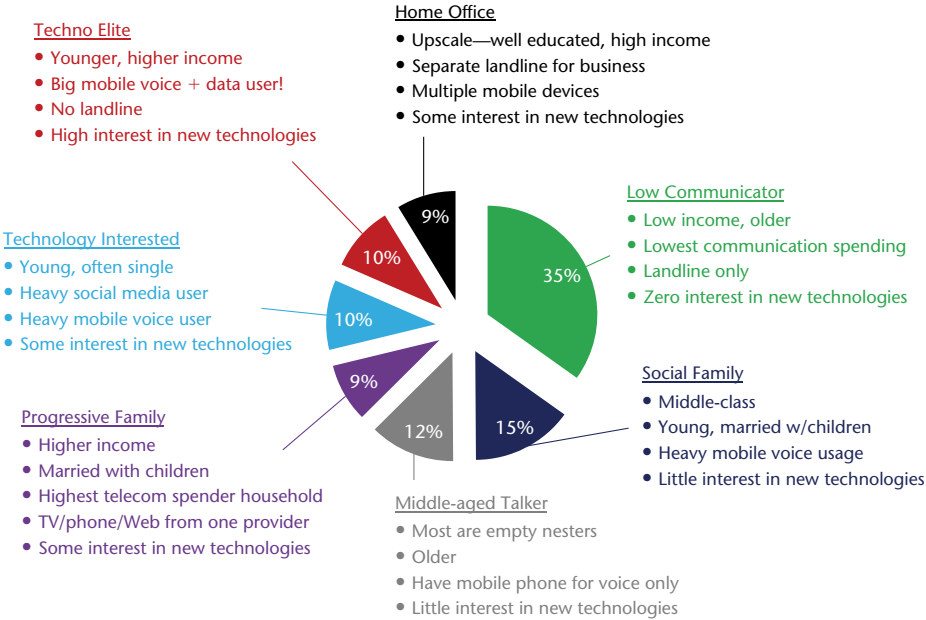 Home Office
• Upscale—well educated, high income
• Separate landline for business
• Multiple mobile devices
• Some interest in new technologies
Techno Elite
• Younger, higher income
• Big mobile voice + data user!
• No landline
• High interest in new technologies
Low Communicator
• Low income, older
• Lowest communication spending
• Landline only
• Zero interest in new technologies
Technology Interested
• Young, often single
• Heavy social media user
• Heavy mobile voice user
• Some interest in new technologies
9%
10%
35%
10%
9%
12%
15%
Social Family
• Middle-class
• Young, married w/children
• Heavy mobile voice usage
• Little interest in new technologies
Progressive Family
• Higher income
• Married with children
• Highest telecom spender household
• TV/phone/Web from one provider
• Some interest in new technologies
Middle-aged Talker
• Most are empty nesters
• Older
• Have mobile phone for voice only
• Little interest in new technologies